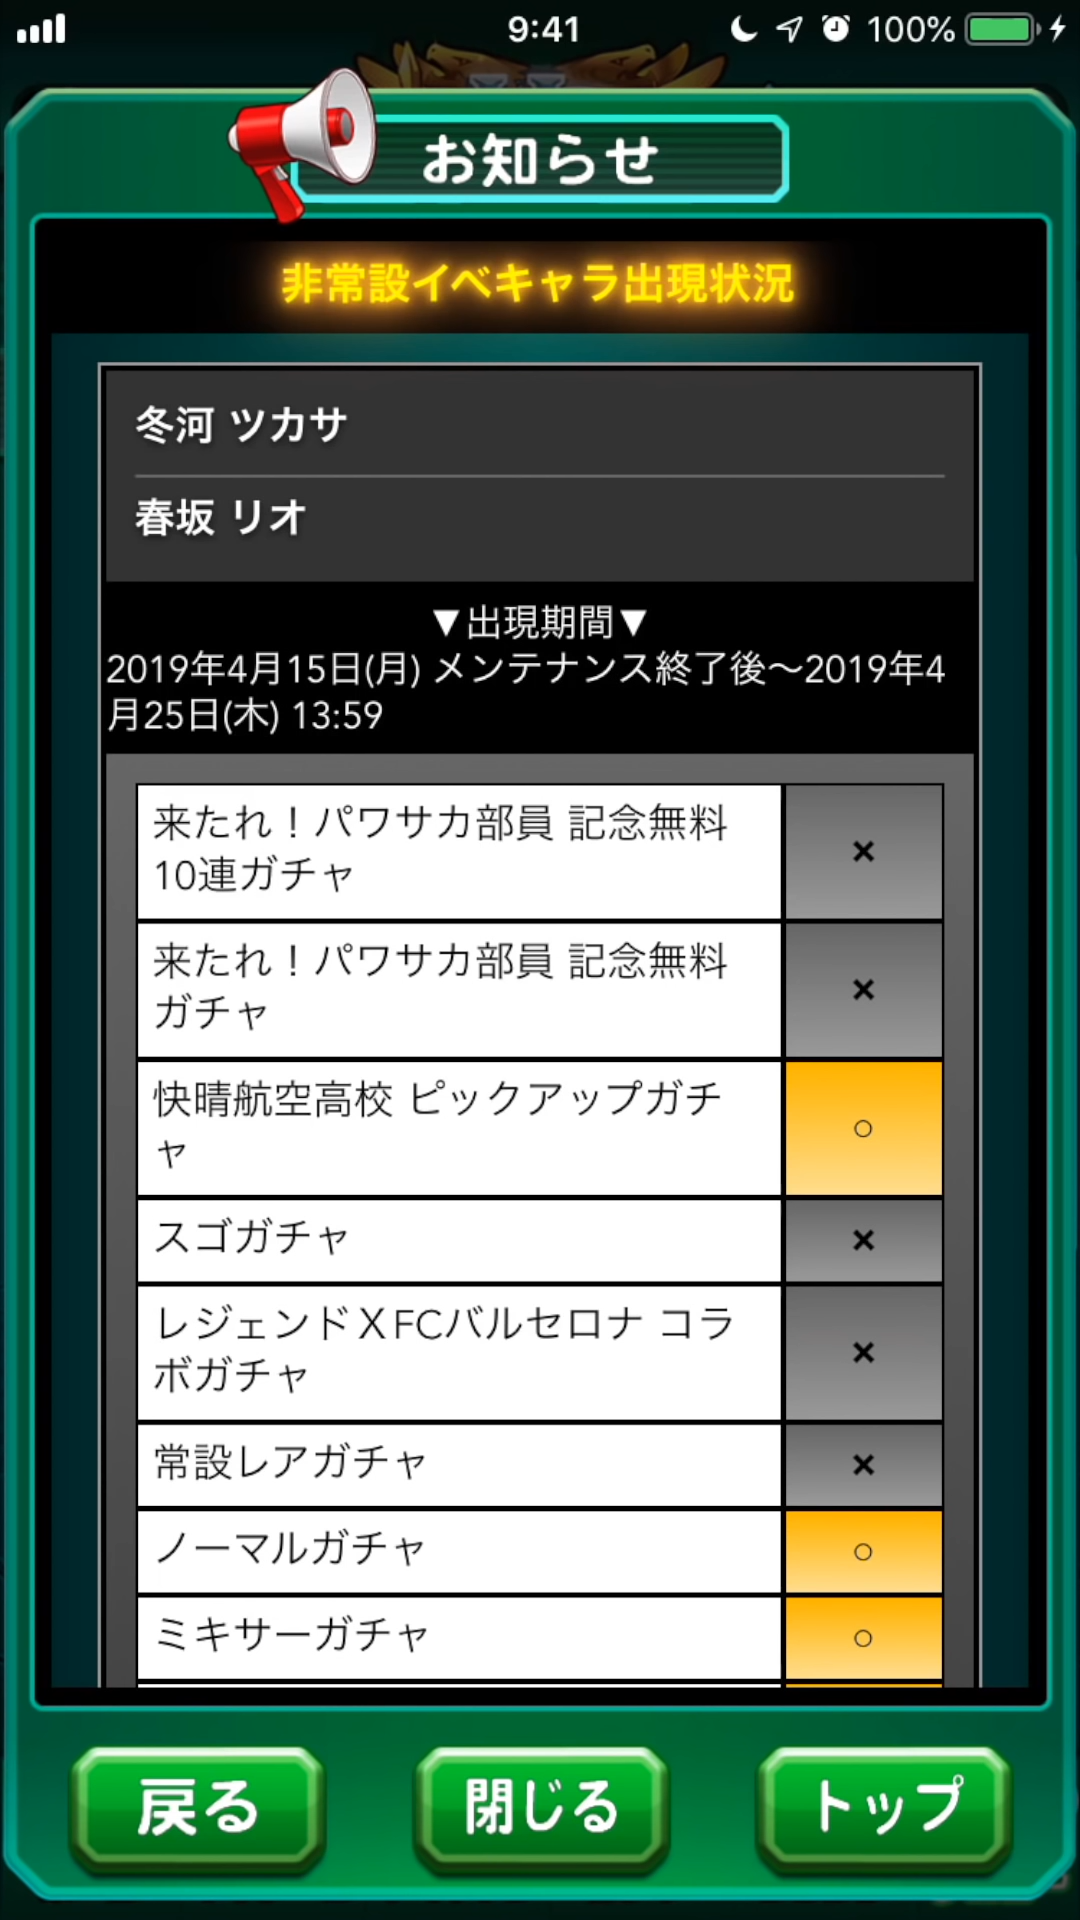 9:41
100%
お知らせ
非常設イベキャラ出現状況
冬河 ツカサ
春坂 リオ
▼出現期間▼
2019年4月15日(月) メンテナンス終了後～2019年4
月25日(木) 13:59
来たれ！パワサカ部員 記念無料
10連ガチャ
×
来たれ！パワサカ部員 記念無料
ガチャ
×
快晴航空高校 ピックアップガチ
ャ
○
スゴガチャ
×
レジェンドXFCバルセロナ コラ
ボガチャ
×
常設レアガチャ
×
ノーマルガチャ
○
ミキサーガチャ
○
戻る
閉じる
トップ